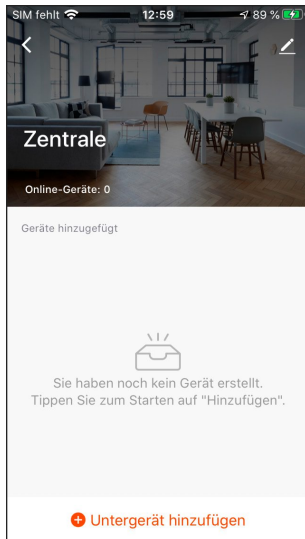 SIM fehlt 12:59 89 %
Zentrale
Online-Geräte: 0
Geräte hinzugefügt
Sie haben noch kein Gerät erstellt.
Tippen Sie zum Starten auf "Hinzufügen".
Untergerät hinzufügen